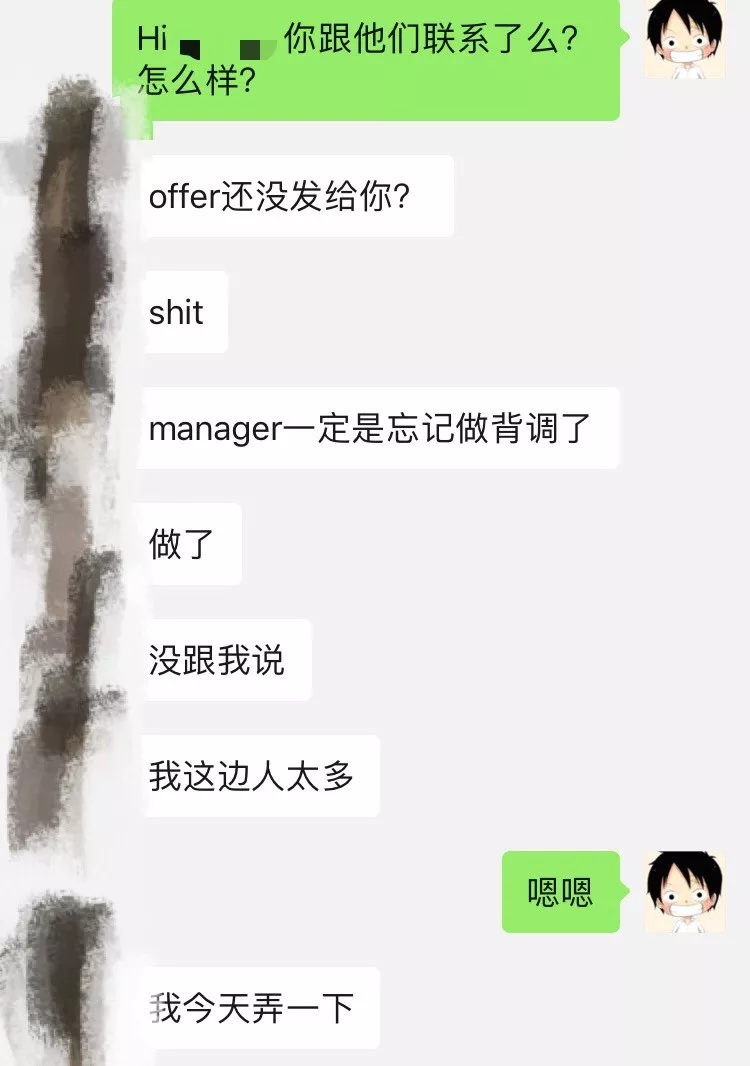 Hi 你跟他们联系了么？
怎么样？
offer还没发给你？
shit
manager一定是忘记做背调了
做了
没跟我说
我这边人太多
嗯嗯
我今天弄一下